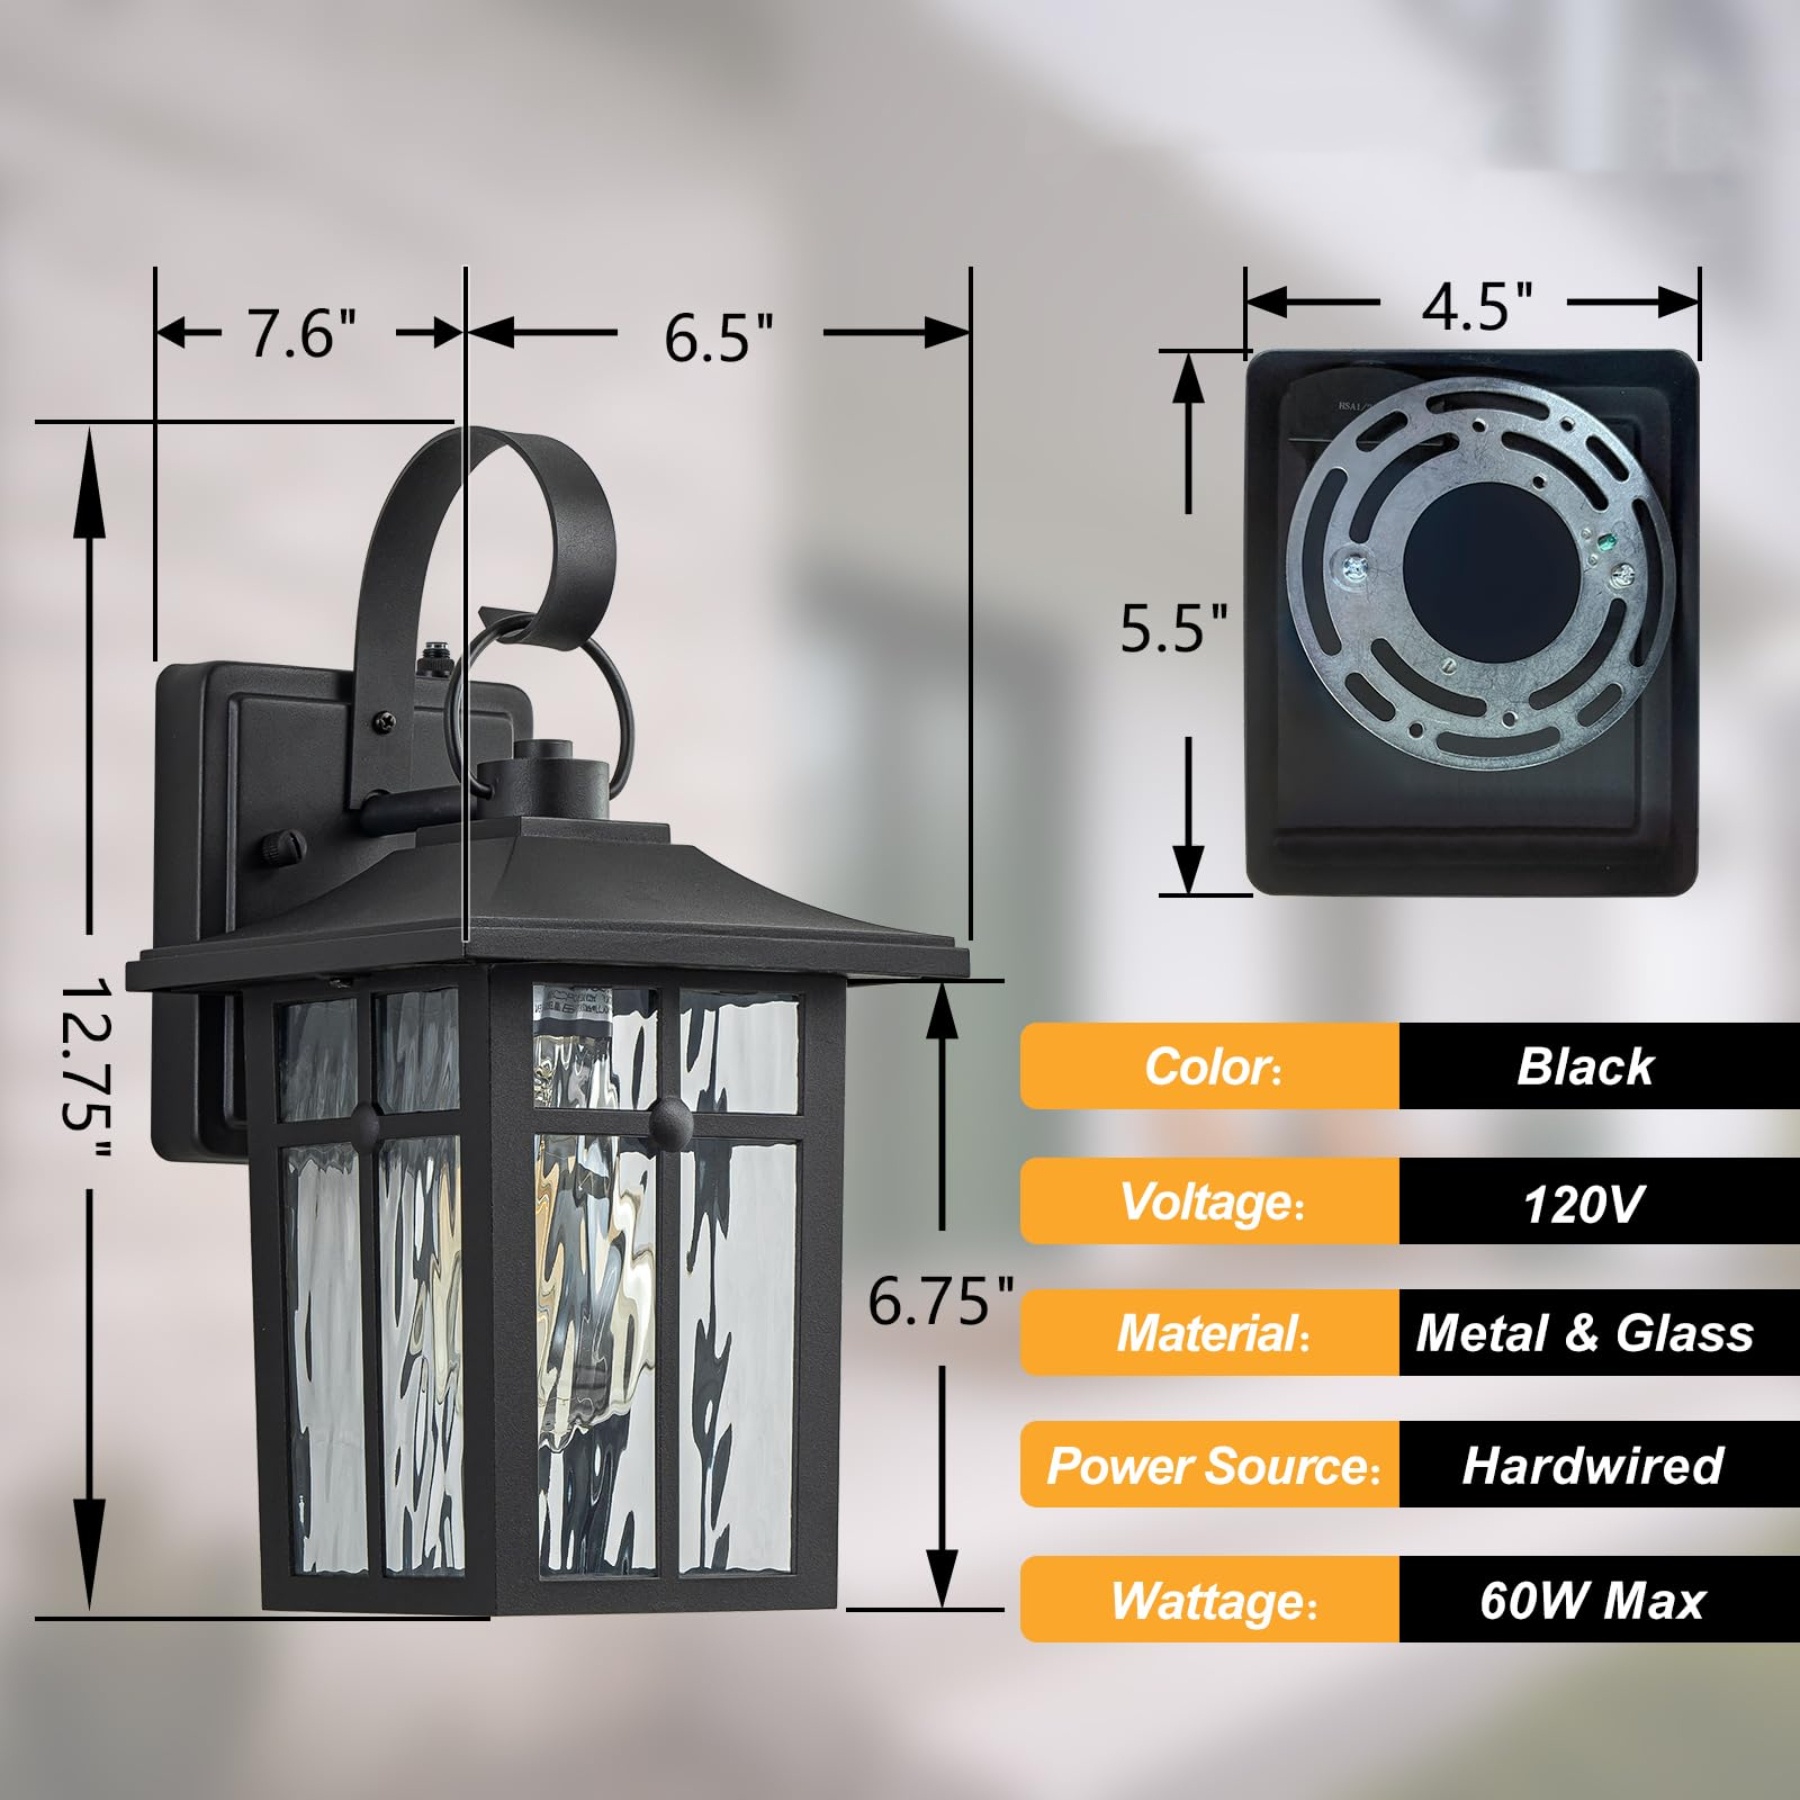 7.6"
6.5"
4.5"
5.5"
12.75"
6.75"
Color: Black
Voltage: 120V
Material: Metal & Glass
Power Source: Hardwired
Wattage: 60W Max